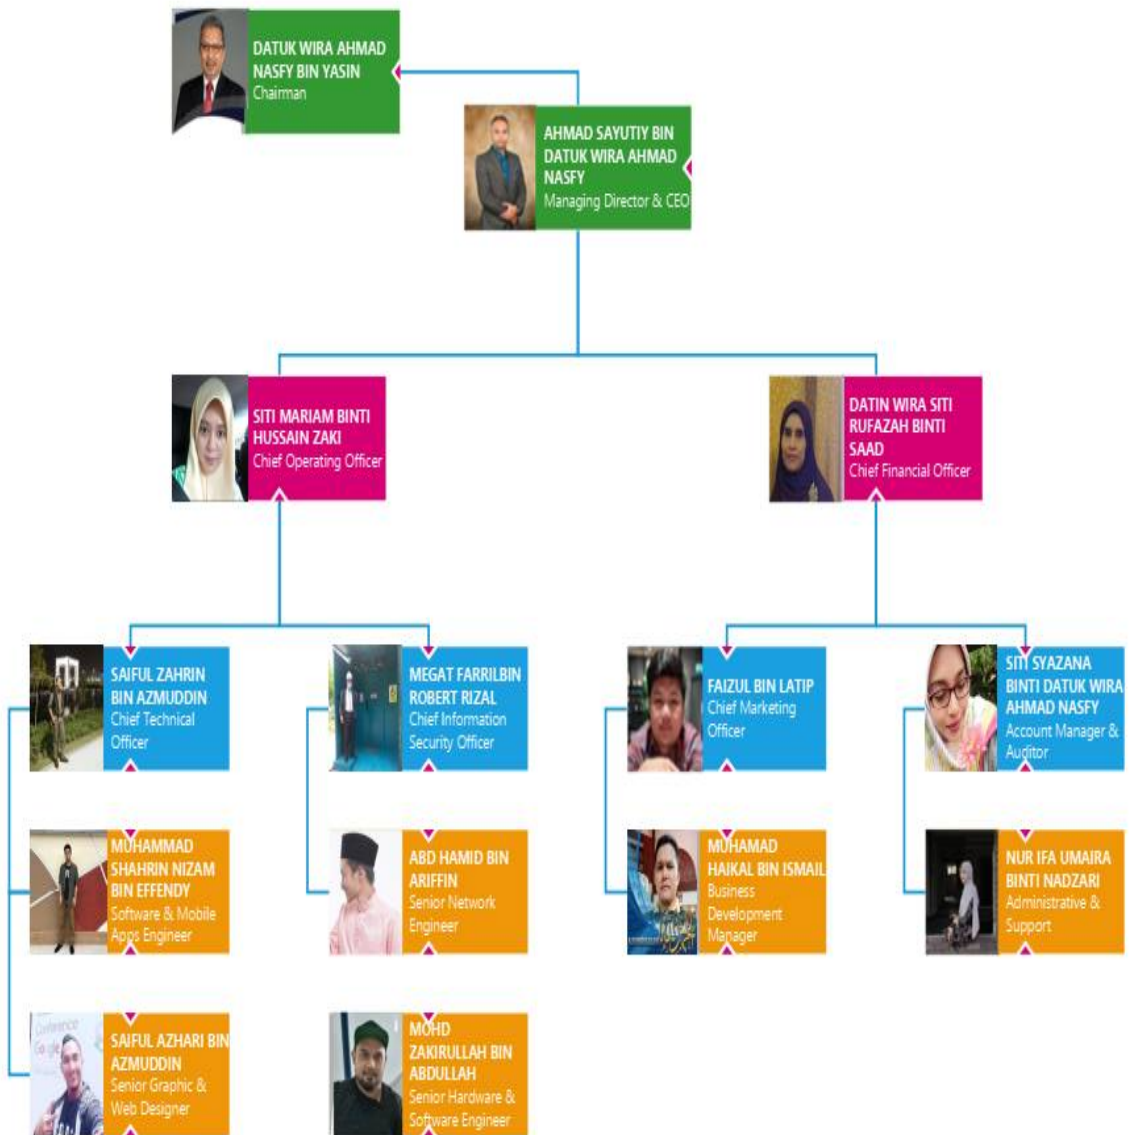 DATUK WIRA AHMAD
NASFY BIN YASIN
Chairman
AHMAD SAYUTIY BIN
DATUK WIRA AHMAD
NASFY
Managing Director & CEO
SITI MARIAM BINTI
HUSSAIN ZAKI
Chief Operating Officer
DATIN WIRA SITI
RUFAZAH BINTI
SAAD
Chief Financial Officer
SAIFUL ZAHRIN
BIN AZMUDDIN
Chief Technical
Officer
MEGAT FARRILBIN
ROBERT RIZAL
Chief Information
Security Officer
FAIZUL BIN LATIP
Chief Marketing
Officer
SITI SYAZANA
BINTI DATUK WIRA
AHMAD NASFY
Account Manager &
Auditor
MUHAMMAD
SHAHRIN NIZAM
BIN EFFENDY
Software & Mobile
Apps Engineer
ABD HAMID BIN
ARIFFIN
Senior Network
Engineer
MUHAMAD
HAIKAL BIN ISMAIL
Business
Development
Manager
NUR IFA UMAIRA
BINTI NADZARI
Administrative &
Support
Conference
Google
SAIFUL AZHARI BIN
AZMUDDIN
Senior Graphic &
Web Designer
MOHD
ZAKIRULLAH BIN
ABDULLAH
Senior Hardware &
Software Engineer